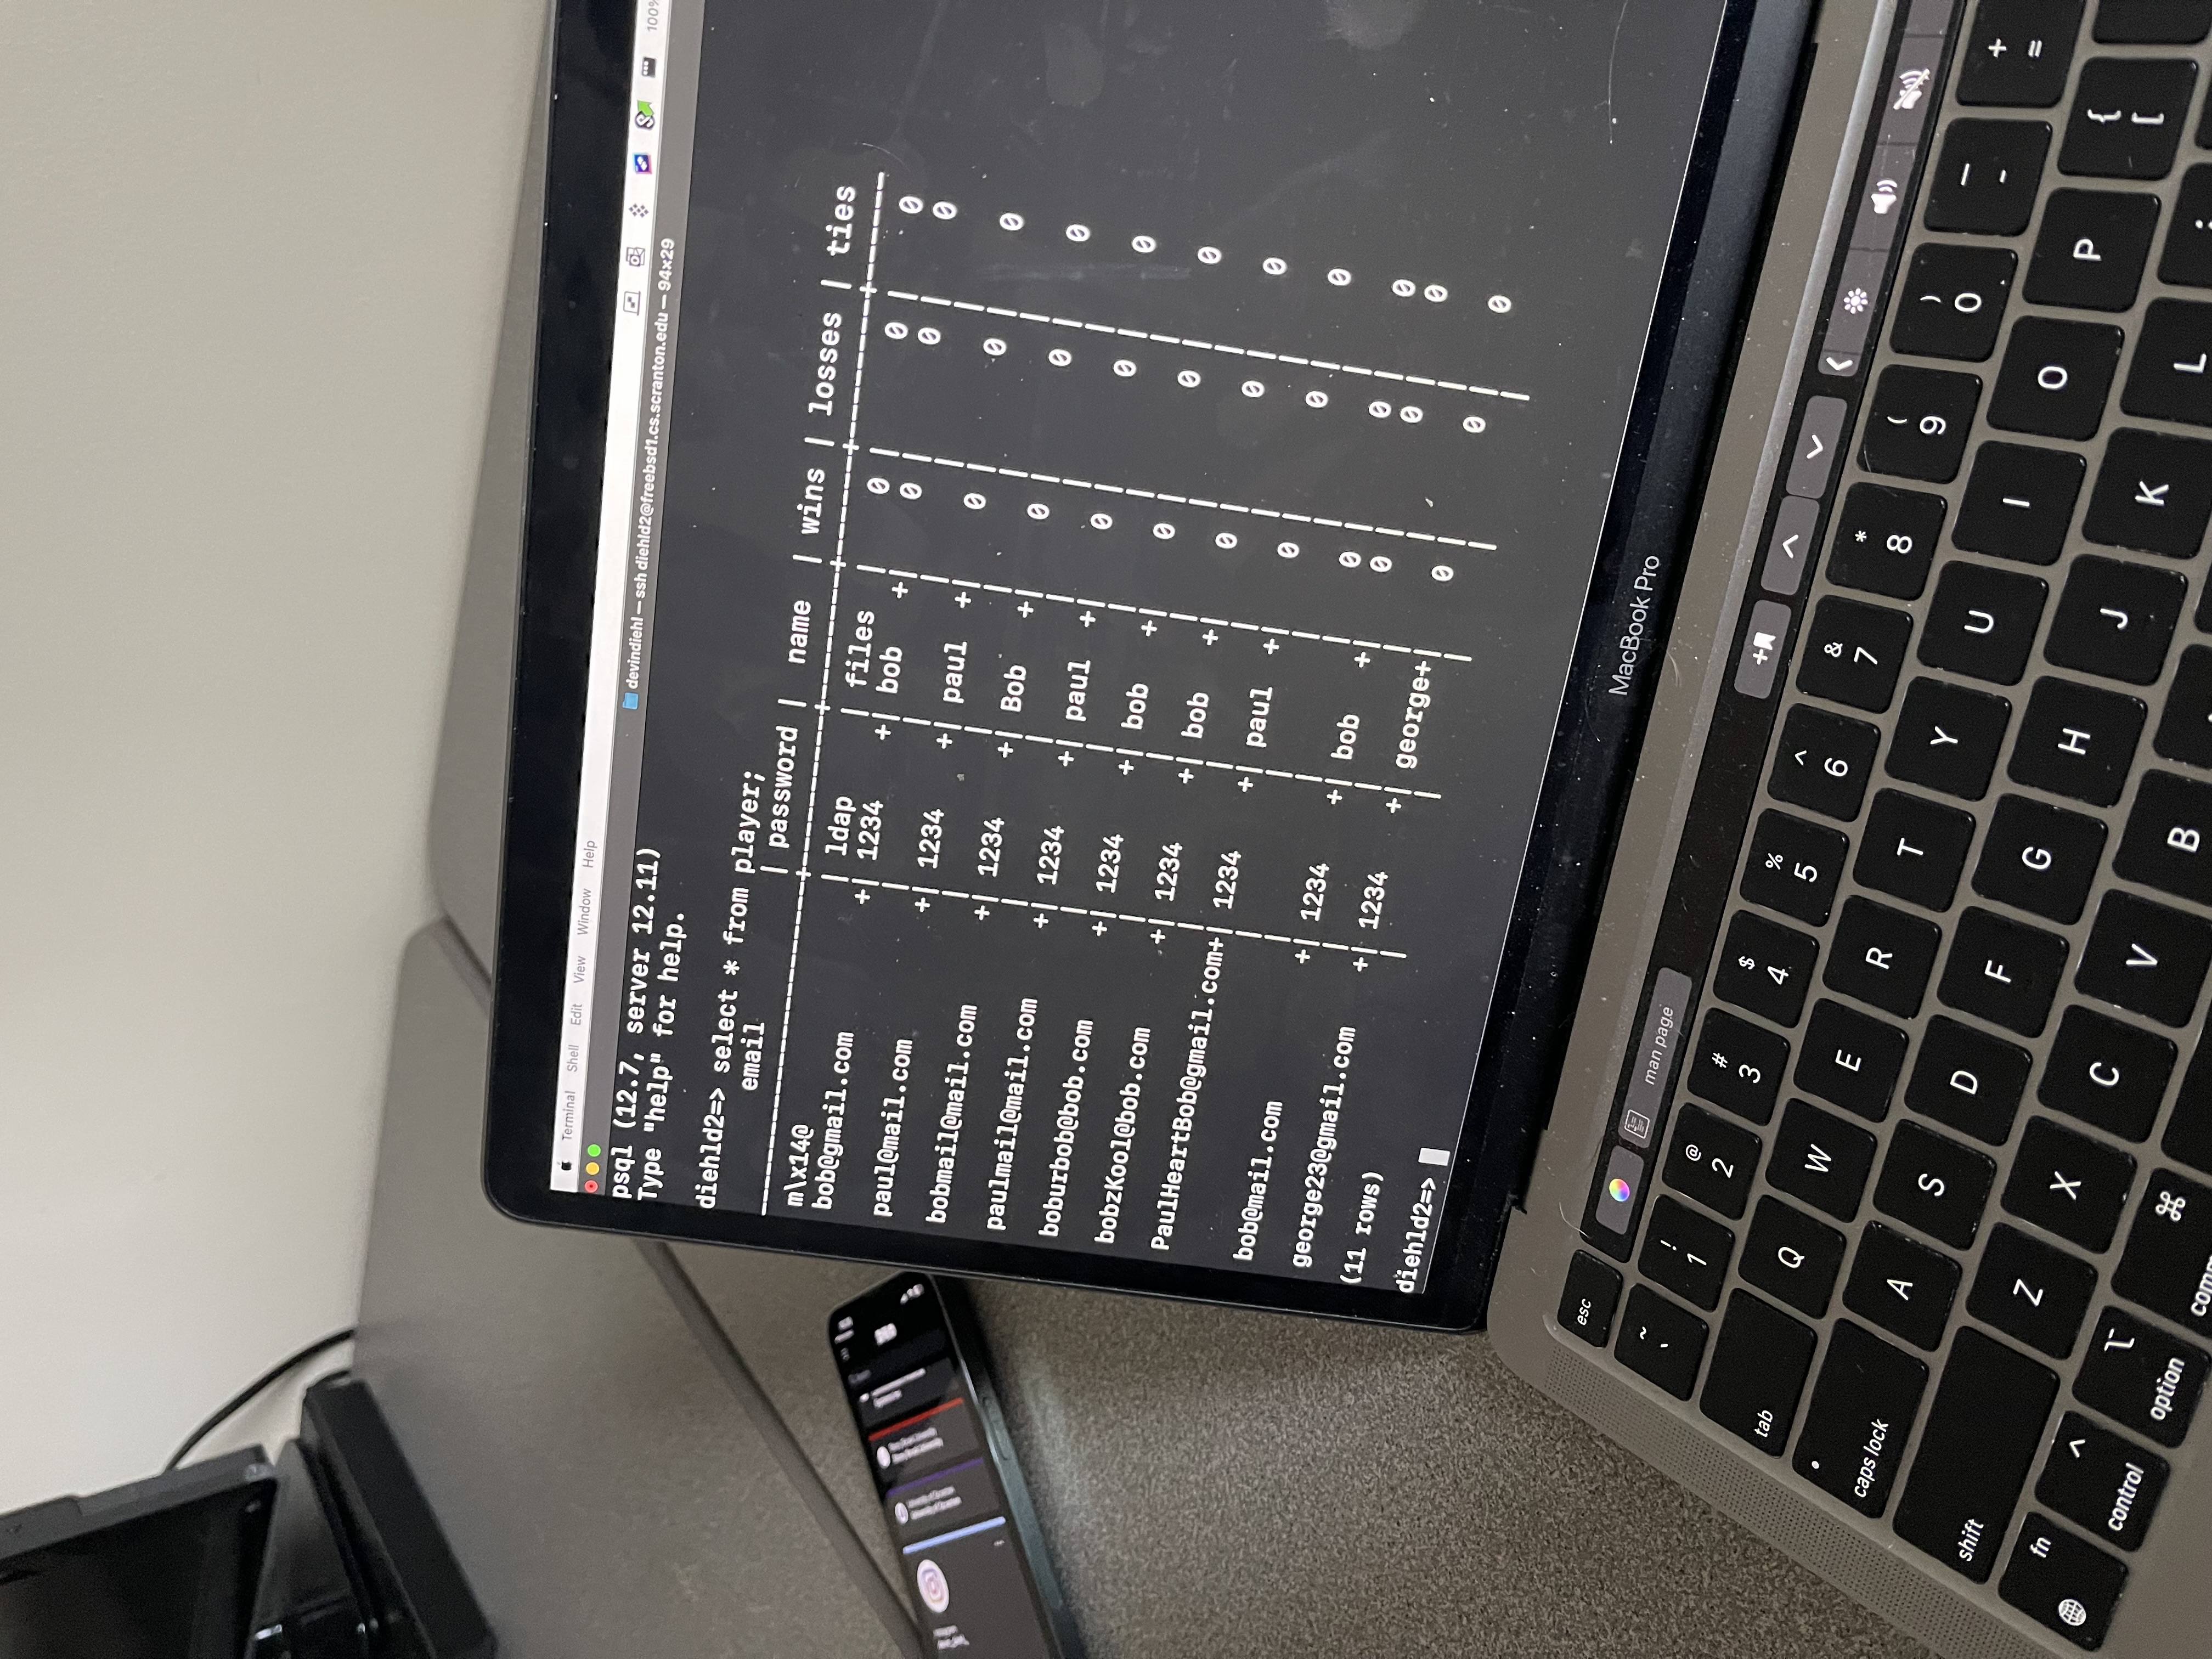 Terminal Shell Edit View Window Help
100%
devindiehl — ssh diehld2@freebsd1.cs.scranton.edu — 94×29
psql (12.7, server 12.11)
Type "help" for help.
diehld2=> select * from player;
email | password | name | wins | losses | ties
----------------------+----------+--------+------+--------+------
m\x14@ | ldap | files | 0 | 0 | 0
bob@gmail.com +| 1234 +| bob +| 0 | 0 | 0
| | | | |
paul@mail.com +| 1234 +| paul +| 0 | 0 | 0
| | | | |
bobmail@mail.com +| 1234 +| Bob +| 0 | 0 | 0
| | | | |
paulmail@mail.com +| 1234 +| paul +| 0 | 0 | 0
| | | | |
boburbob@bob.com +| 1234 +| bob +| 0 | 0 | 0
| | | | |
bobzKool@bob.com +| 1234 +| bob +| 0 | 0 | 0
| | | | |
PaulHeartBob@gmail.com+| 1234 +| paul +| 0 | 0 | 0
| | | | |
| | | 0 | 0 | 0
bob@mail.com +| 1234 +| bob +| 0 | 0 | 0
| | | | |
george23@gmail.com +| 1234 +| george+| 0 | 0 | 0
| | | | |
(11 rows)
diehld2=>
MacBook Pro
esc
man page
~ ` ! 1 @ 2 # 3 $ 4 % 5 ^ 6 & 7 * 8 ( 9 ) 0 — - + =
tab Q W E R T Y U I O P { [
caps lock A S D F G H J K L
shift Z X C V B
fn control option